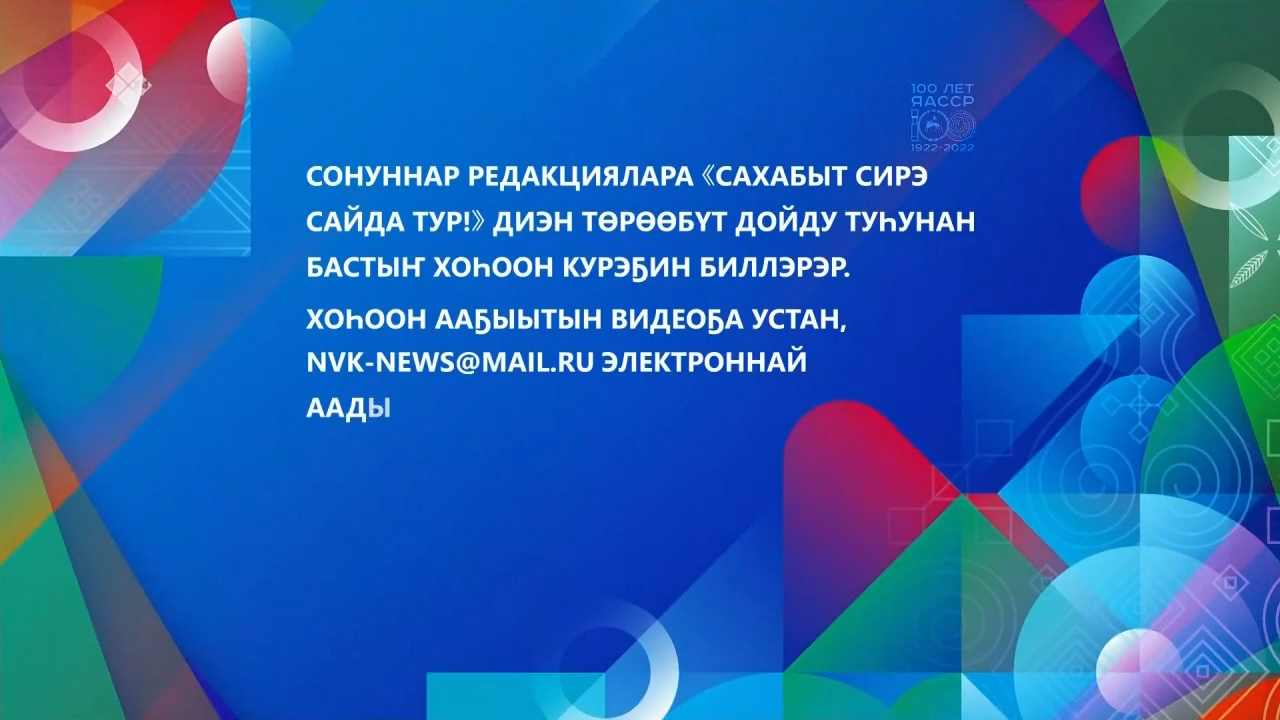 100 ЛЕТ
ЯАССР
100
1922-2022
СОНУННАР РЕДАКЦИЯЛАРА 《САХАБЫТ СИРЭ
САЙДА ТУР!》 ДИЭН ТӨРӨӨБҮТ ДОЙДУ ТУҺУНАН
БАСТЫҤ ХОҺООН КУРЭҔИН БИЛЛЭРЭР.
ХОҺООН ААҔЫЫТЫН ВИДЕОҔА УСТАН,
NVK-NEWS@MAIL.RU ЭЛЕКТРОННАЙ
ААДЫ